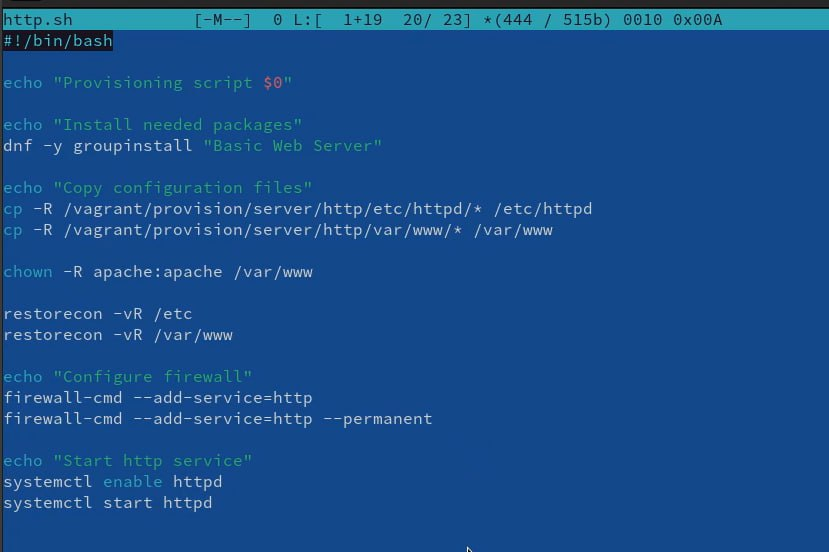 http.sh [-M--] 0 L:[ 1+19 20/ 23] *(444 / 515b) 0010 0x00A
#!/bin/bash
echo "Provisioning script $0"
echo "Install needed packages"
dnf -y groupinstall "Basic Web Server"
echo "Copy configuration files"
cp -R /vagrant/provision/server/http/etc/httpd/* /etc/httpd
cp -R /vagrant/provision/server/http/var/www/* /var/www
chown -R apache:apache /var/www
restorecon -vR /etc
restorecon -vR /var/www
echo "Configure firewall"
firewall-cmd --add-service=http
firewall-cmd --add-service=http --permanent
echo "Start http service"
systemctl enable httpd
systemctl start httpd